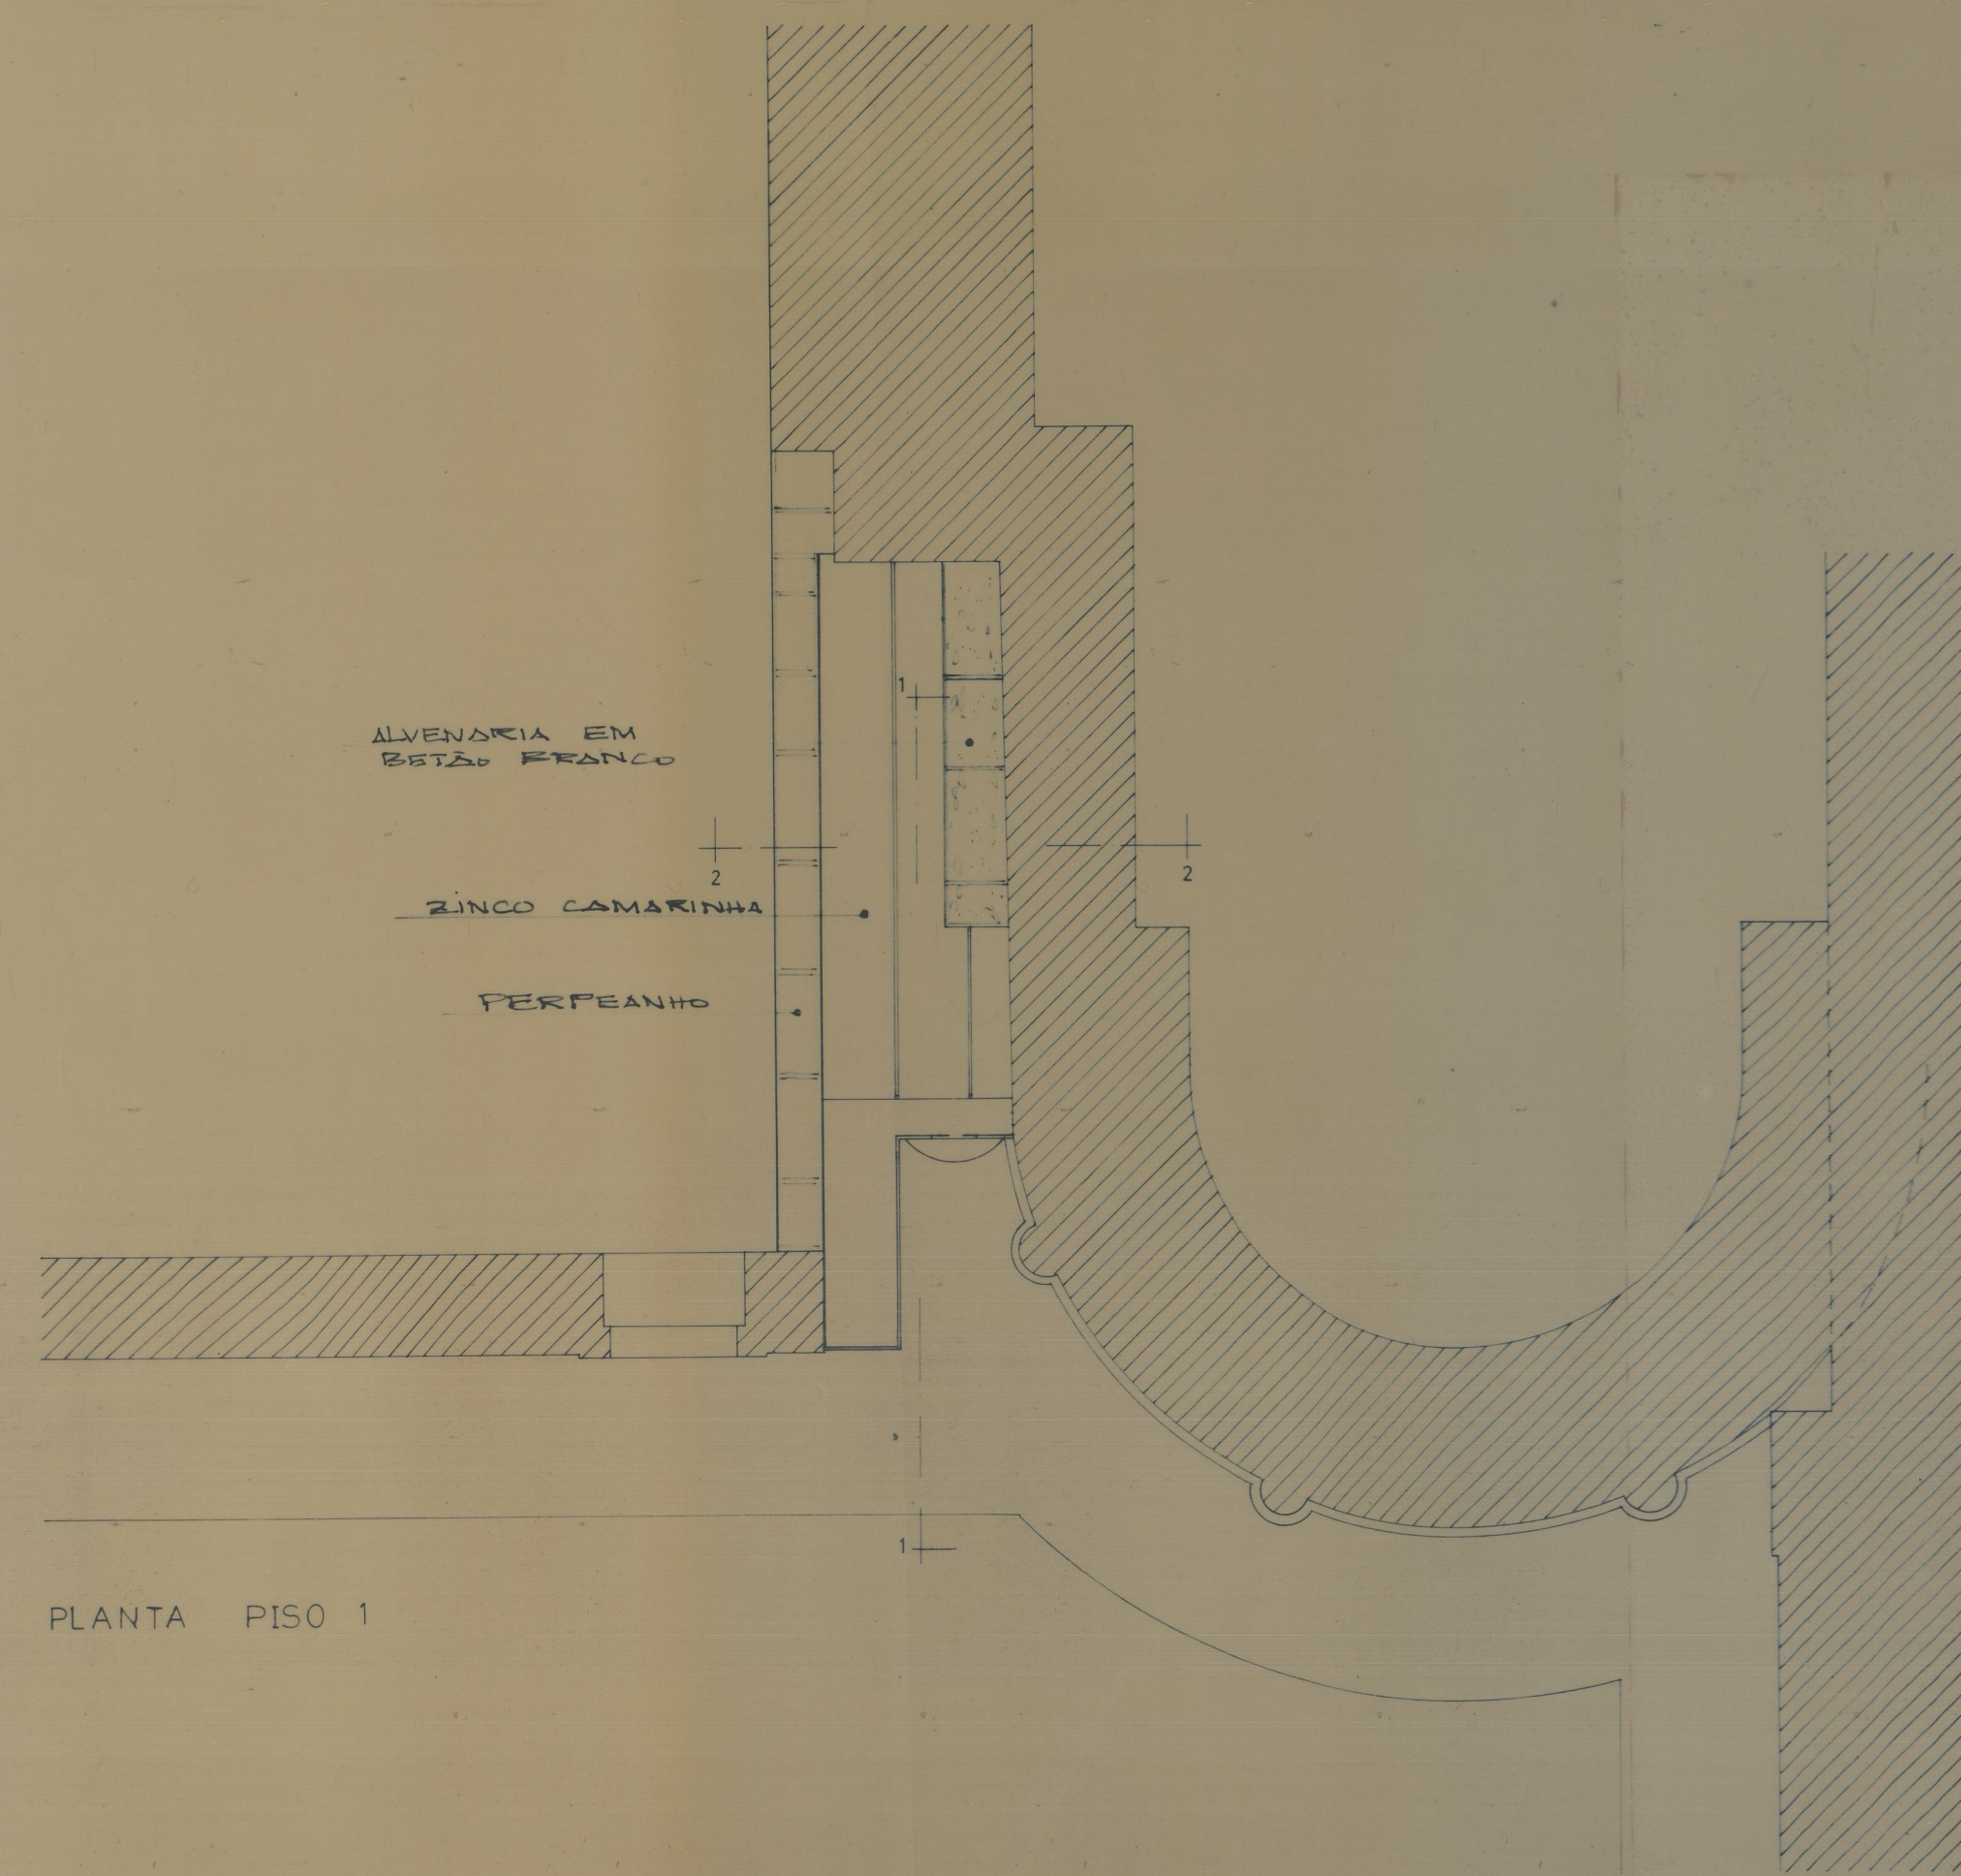 1
ALVENARIA EM
BETÃO BRANCO
2
2
ZINCO CAMARINHA
PERPEANHO
1
PLANTA PISO 1